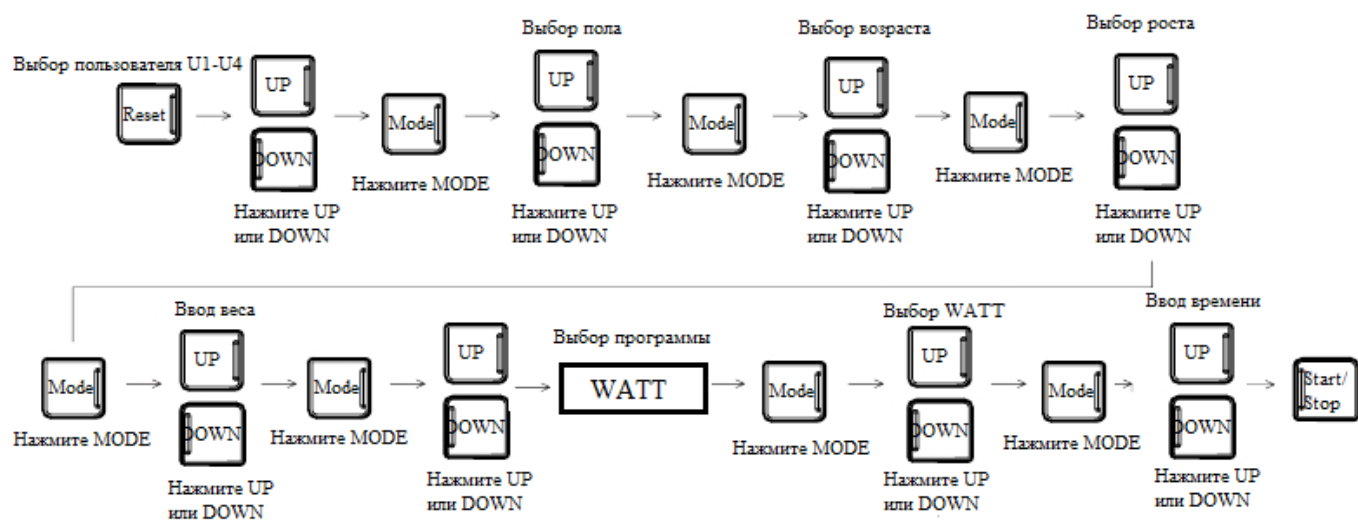 Выбор пользователя U1-U4
Reset
UP
DOWN
Нажмите UP
или DOWN
Mode
Нажмите MODE
Выбор пола
UP
DOWN
Нажмите UP
или DOWN
Mode
Нажмите MODE
Выбор возраста
UP
DOWN
Нажмите UP
или DOWN
Mode
Нажмите MODE
Выбор роста
UP
DOWN
Нажмите UP
или DOWN
Mode
Нажмите MODE
Ввод веса
UP
DOWN
Нажмите UP
или DOWN
Mode
Нажмите MODE
UP
DOWN
Нажмите UP
или DOWN
Выбор программы
WATT
Mode
Нажмите MODE
Выбор WATT
UP
DOWN
Нажмите UP
или DOWN
Mode
Нажмите MODE
Ввод времени
UP
DOWN
Нажмите UP
или DOWN
Start/
Stop